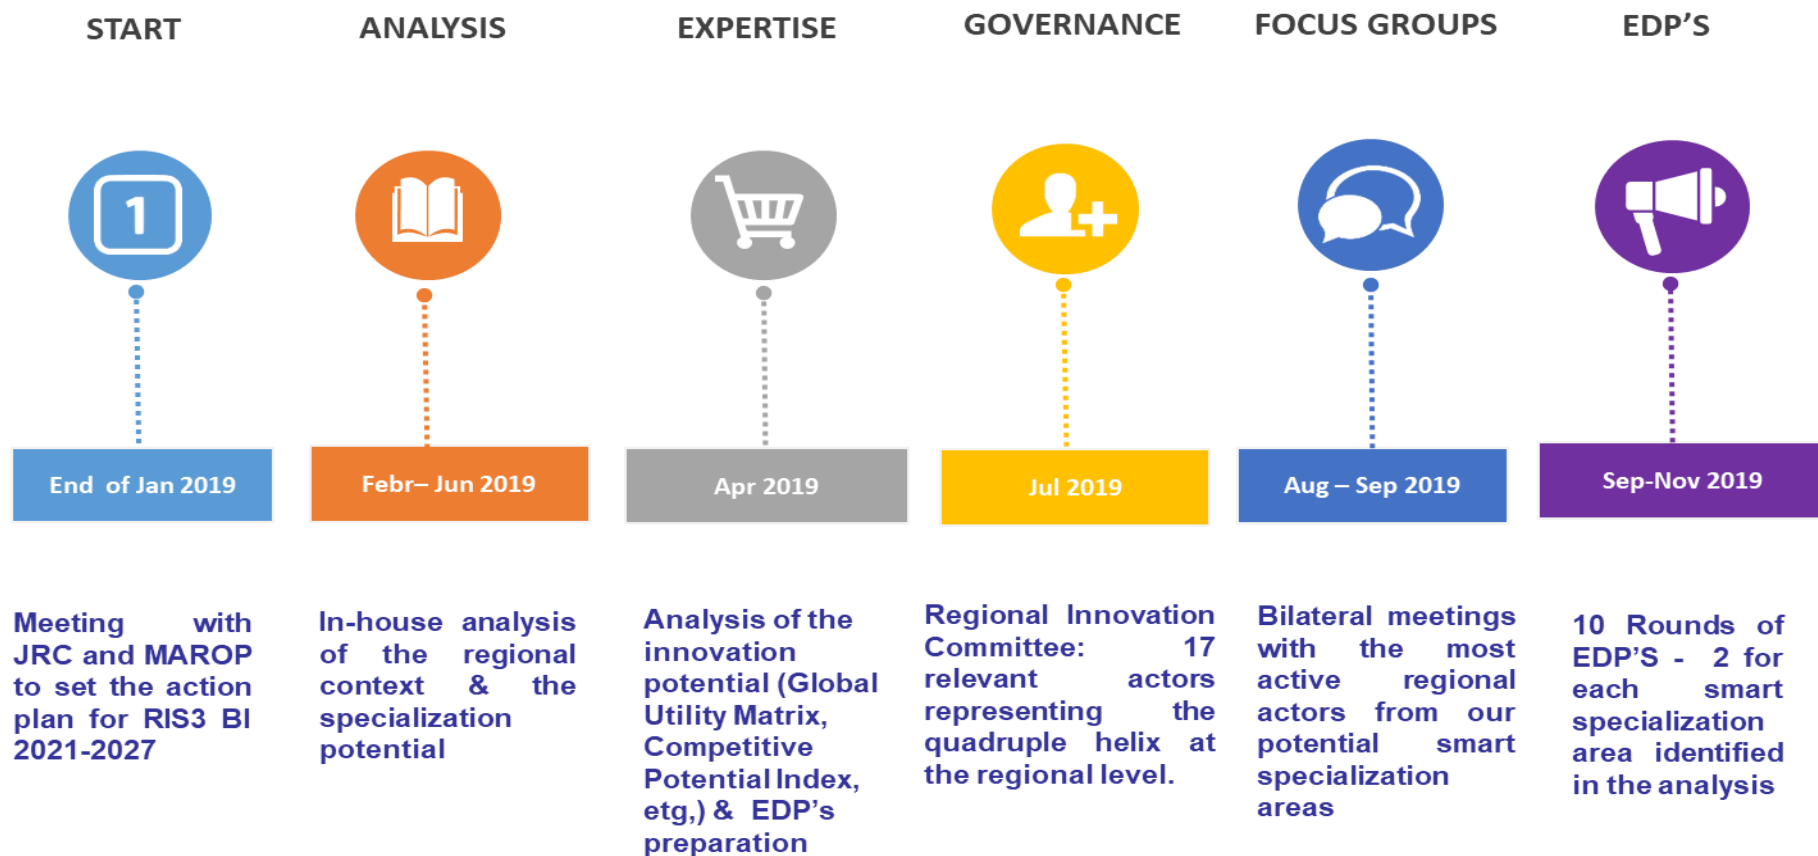 START
ANALYSIS
EXPERTISE
GOVERNANCE
FOCUS GROUPS
EDP'S
1
End of Jan 2019
Febr– Jun 2019
Apr 2019
Jul 2019
Aug – Sep 2019
Sep-Nov 2019
Meeting with
JRC and MAROP
to set the action
plan for RIS3 BI
2021-2027
In-house analysis
of the regional
context & the
specialization
potential
Analysis of the
innovation
potential (Global
Utility Matrix,
Competitive
Potential Index,
etg,) & EDP's
preparation
Regional Innovation
Committee: 17
relevant actors
representing the
quadruple helix at
the regional level.
Bilateral meetings
with the most
active regional
actors from our
potential smart
specialization
areas
10 Rounds of
EDP'S - 2 for
each smart
specialization
area identified
in the analysis